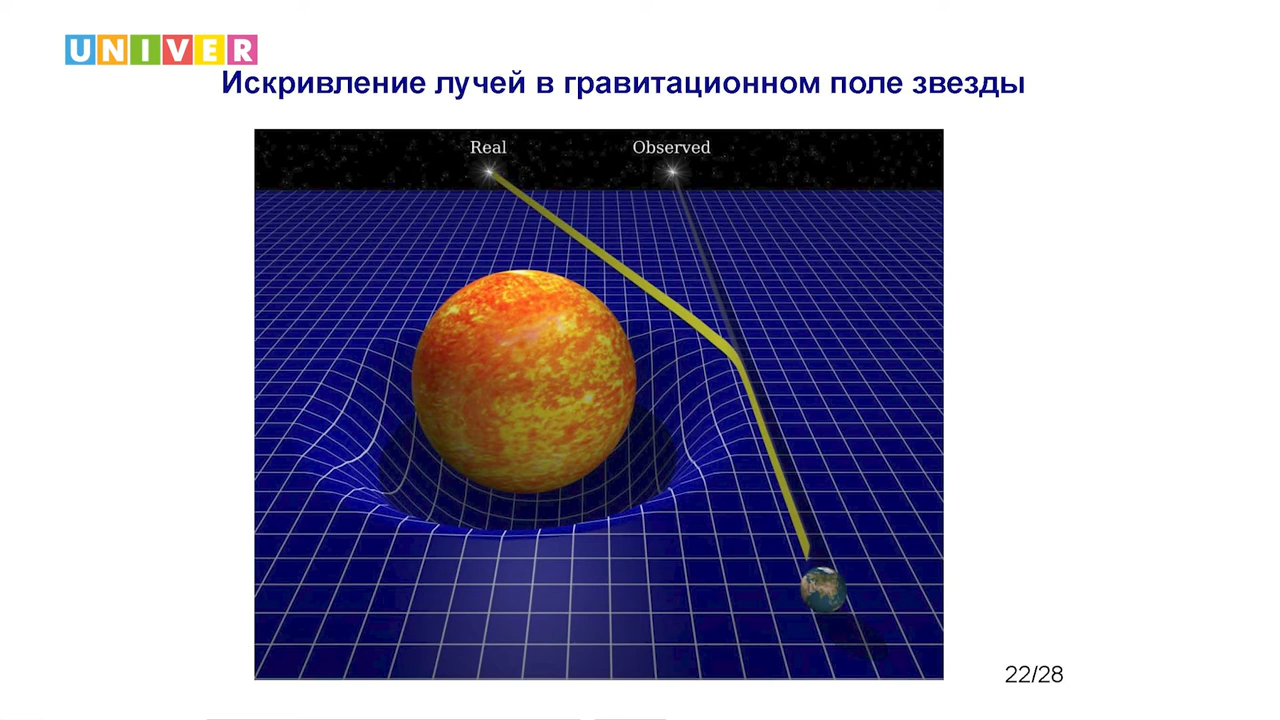 UNIVER
Искривление лучей в гравитационном поле звезды
Real Observed
22/28